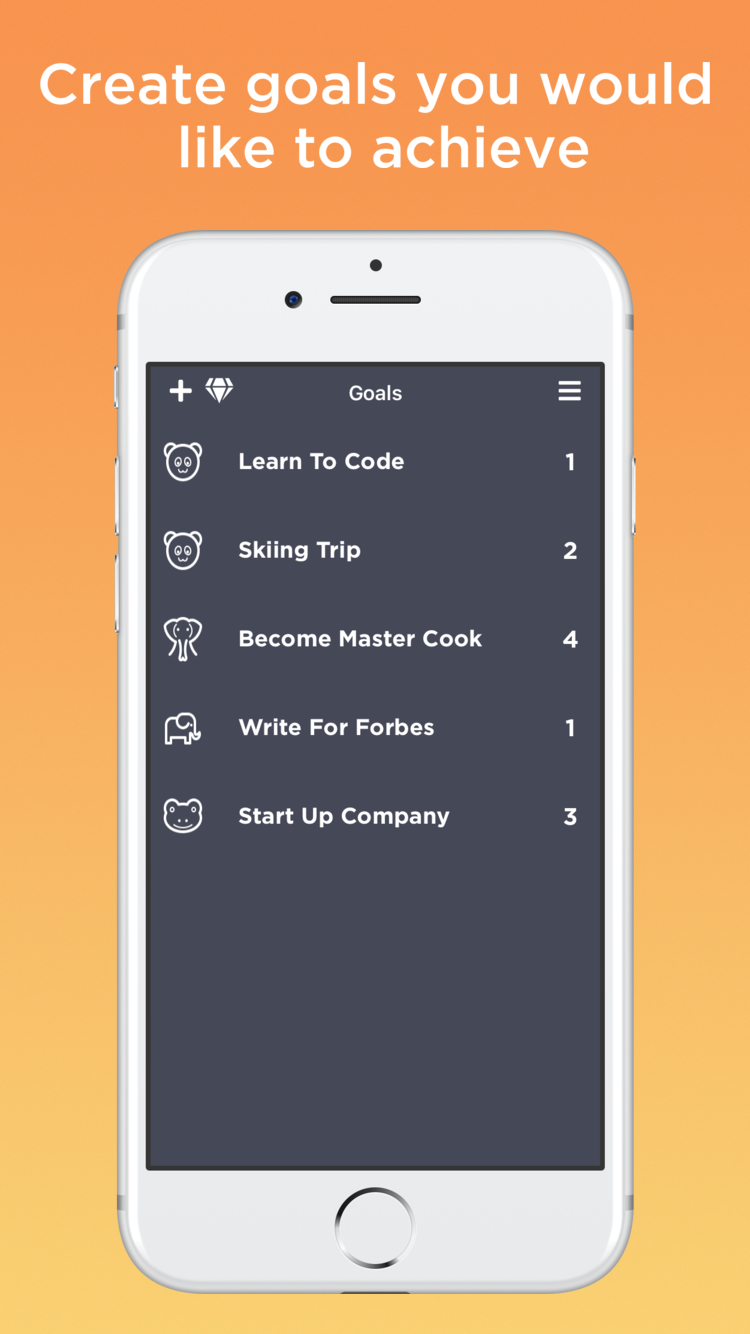 Create goals you would
like to achieve
Goals
Learn To Code 1
Skiing Trip 2
Become Master Cook 4
Write For Forbes 1
Start Up Company 3